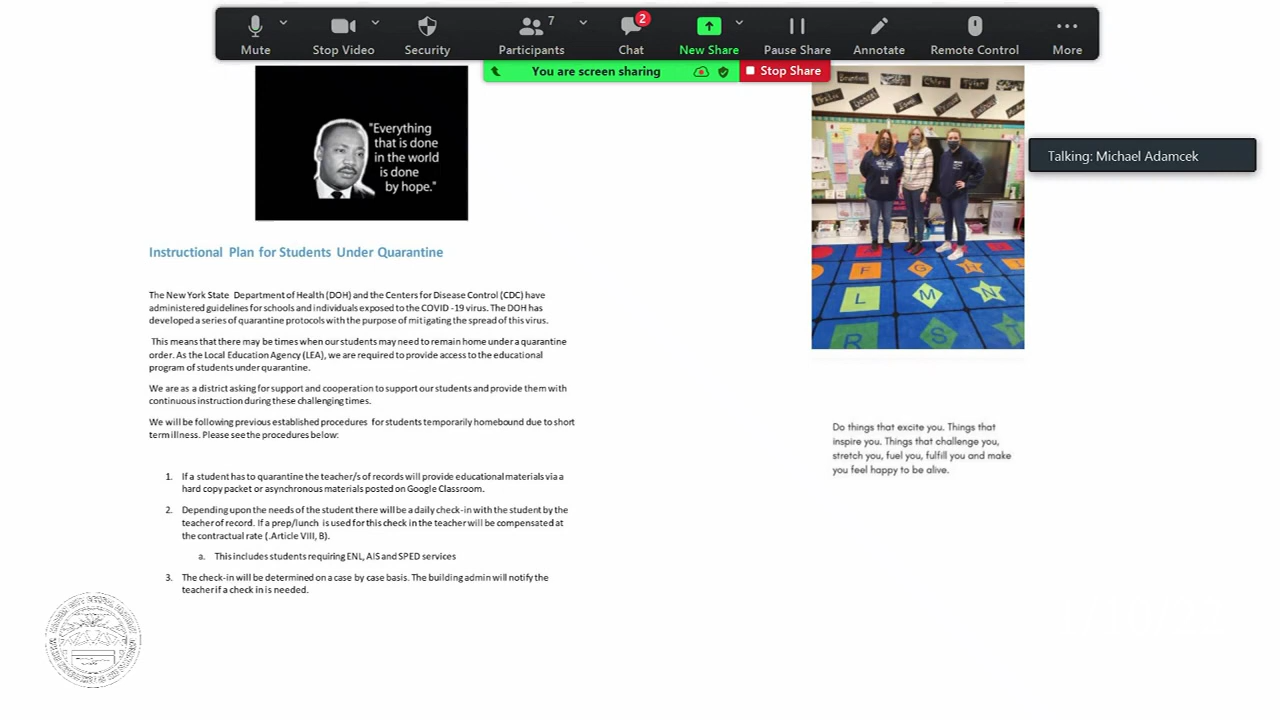 Mute
Stop Video
Security
7
Participants
2
Chat
New Share
Pause Share
Annotate
Remote Control
More
You are screen sharing
Stop Share
Talking: Michael Adamcek
"Everything
that is done
in the world
is done
by hope."
Instructional Plan for Students Under Quarantine
The New York State Department of Health (DOH) and the Centers for Disease Control (CDC) have
administered guidelines for schools and individuals exposed to the COVID -19 virus. The DOH has
developed a series of quarantine protocols with the purpose of mitigating the spread of this virus.
This means that there may be times when our students may need to remain home under a quarantine
order. As the Local Education Agency (LEA), we are required to provide access to the educational
program of students under quarantine.
We are as a district asking for support and cooperation to support our students and provide them with
continuous instruction during these challenging times.
We will be following previous established procedures for students temporarily homebound due to short
term illness. Please see the procedures below:
1. If a student has to quarantine the teacher/s of records will provide educational materials via a
hard copy packet or asynchronous materials posted on Google Classroom.
2. Depending upon the needs of the student there will be a daily check-in with the student by the
teacher of record. If a prep/lunch is used for this check in the teacher will be compensated at
the contractual rate (.Article VIII, B).
a. This includes students requiring ENL, AIS and SPED services
3. The check-in will be determined on a case by case basis. The building admin will notify the
teacher if a check in is needed.
F G H I
L M N
R S T
Do things that excite you. Things that
inspire you. Things that challenge you,
stretch you, fuel you, fulfill you and make
you feel happy to be alive.